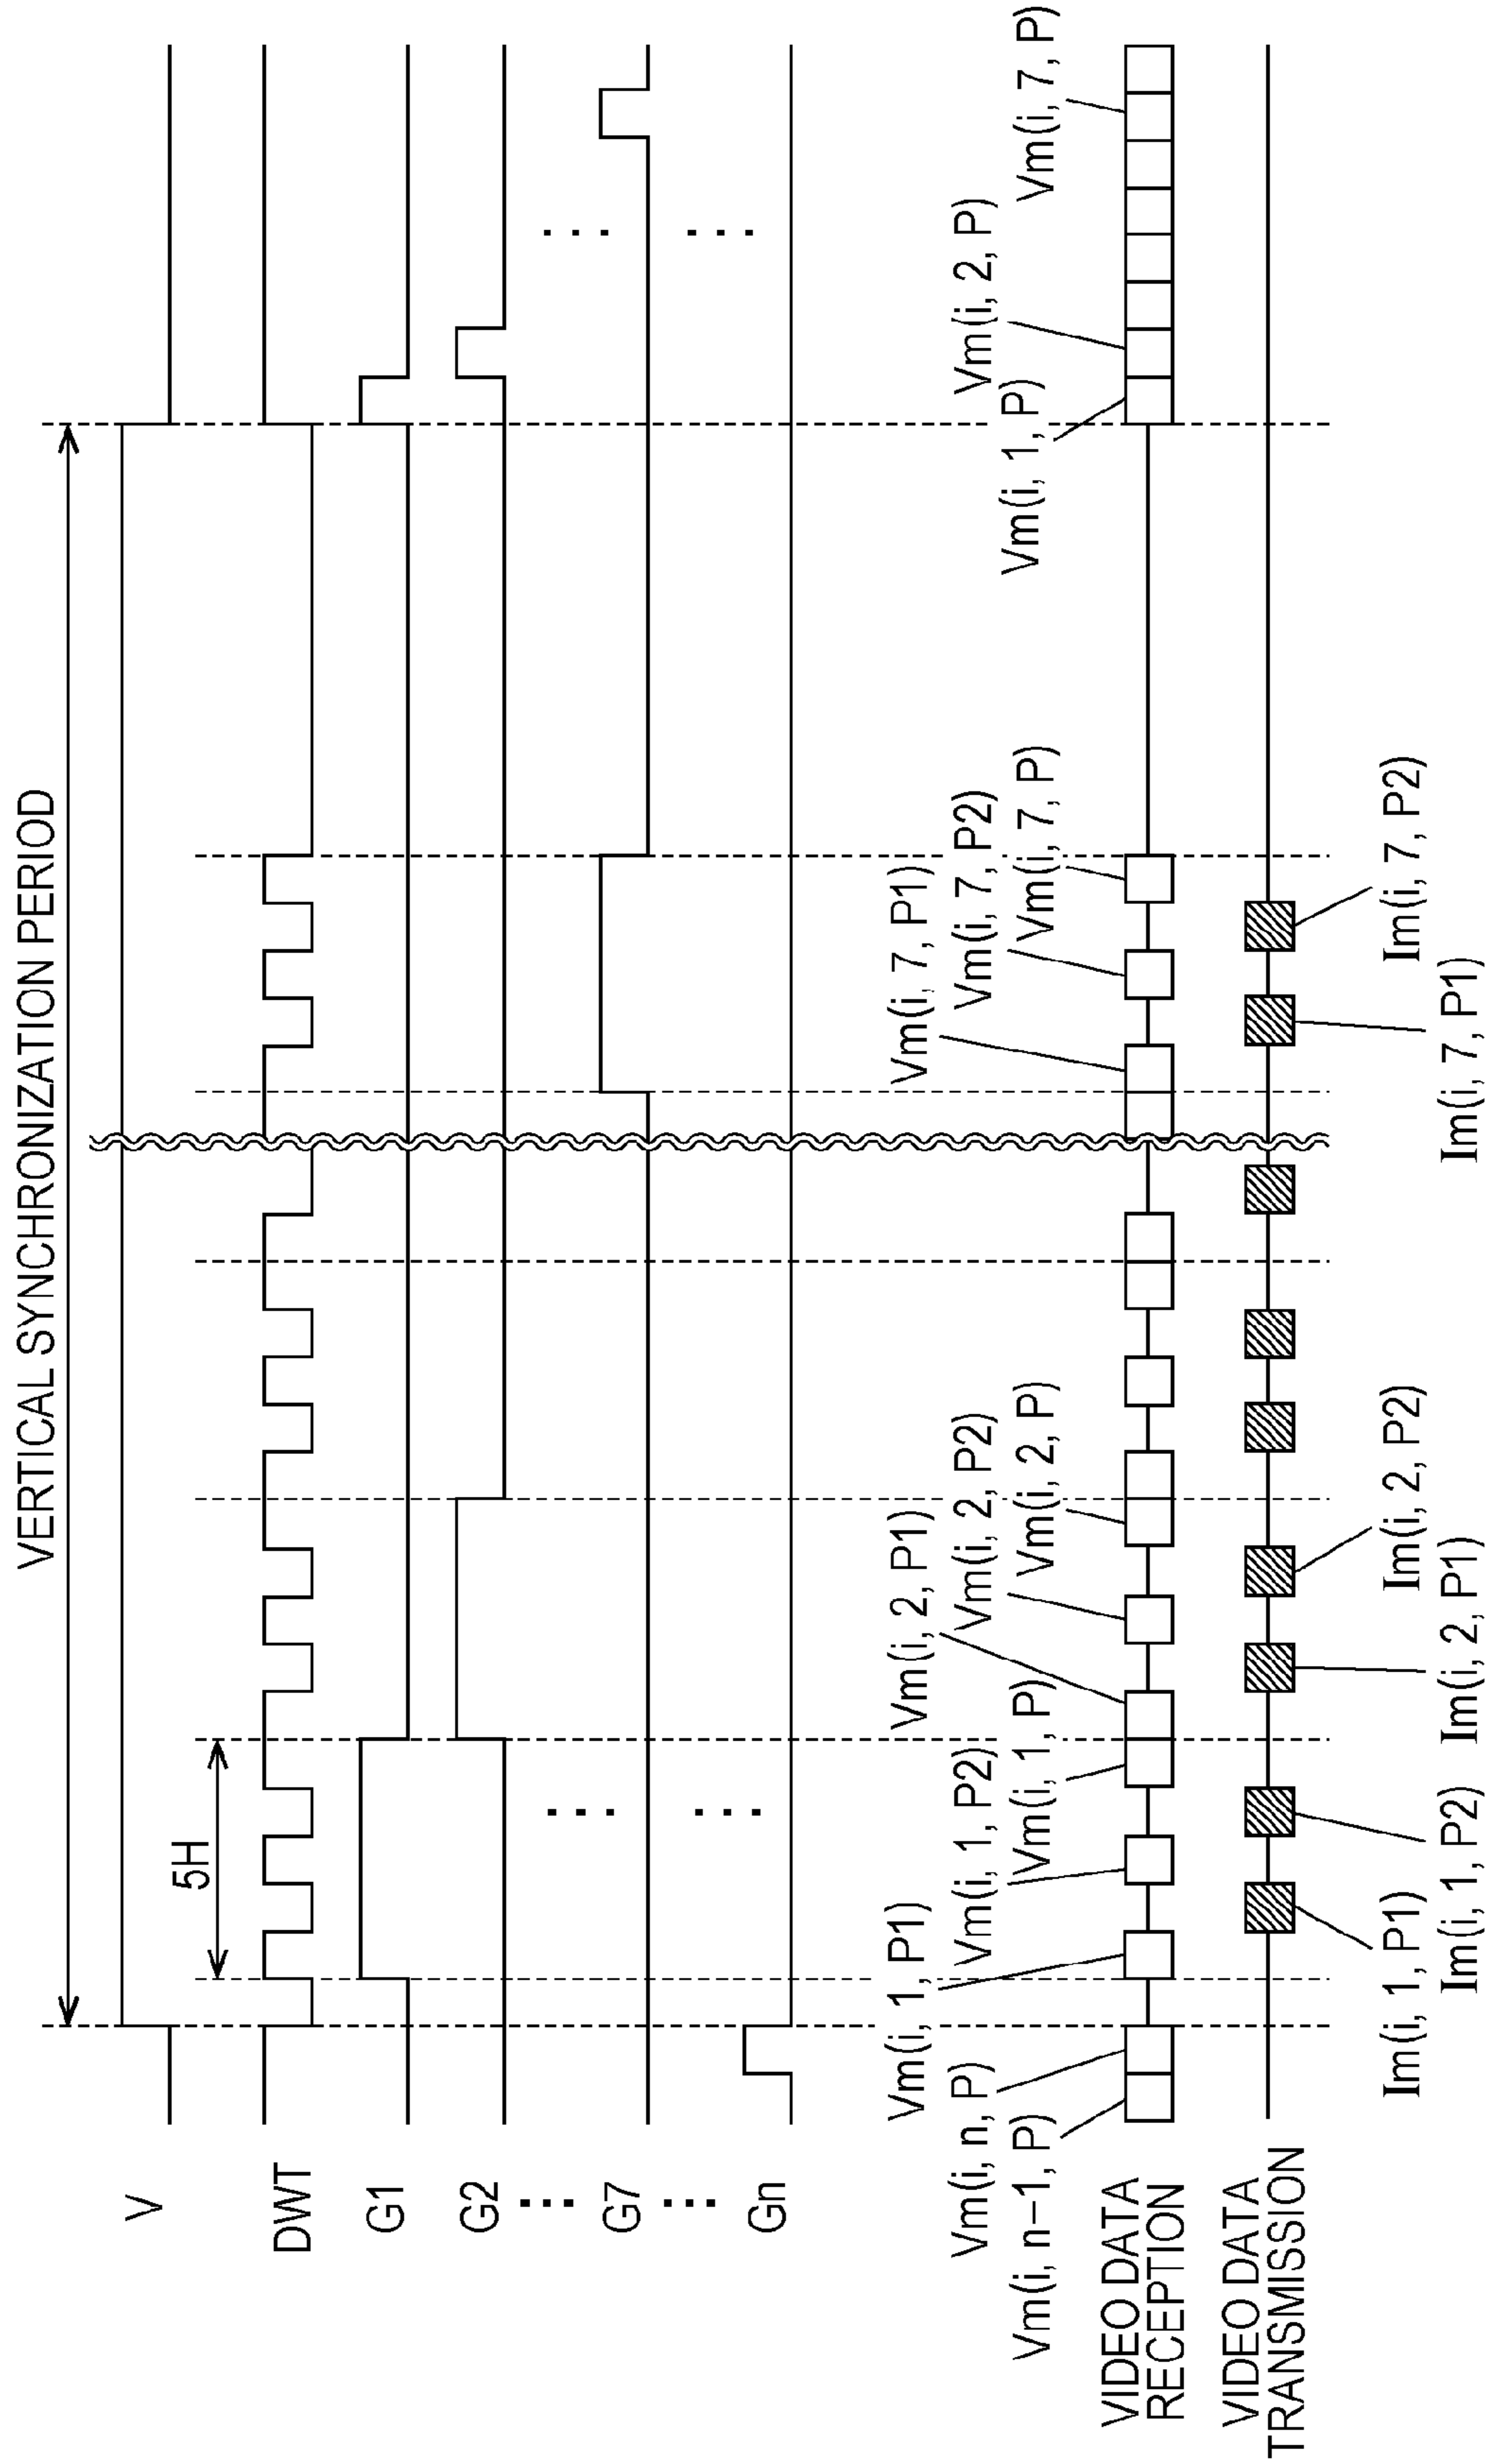 VERTICAL SYNCHRONIZATION PERIOD
V
5H
DWT
G1
G2
⋮
G7
⋮
Gn
...
...
...
...
Vm(i, 1, P1)
Vm(i, 2, P1)
Vm(i, 7, P1)
Vm(i, n, P)
Vm(i, 1, P2)
Vm(i, 2, P2)
Vm(i, 7, P2)
Vm(i, 2, P)
Vm(i, n−1, P)
Vm(i, 1, P)
Vm(i, 2, P)
Vm(i, 7, P)
Vm(i, 1, P)
Vm(i, 7, P)
VIDEO DATA
RECEPTION
VIDEO DATA
TRANSMISSION
Im(i, 1, P1)
Im(i, 2, P2)
Im(i, 7, P2)
Im(i, 1, P2)
Im(i, 2, P1)
Im(i, 7, P1)